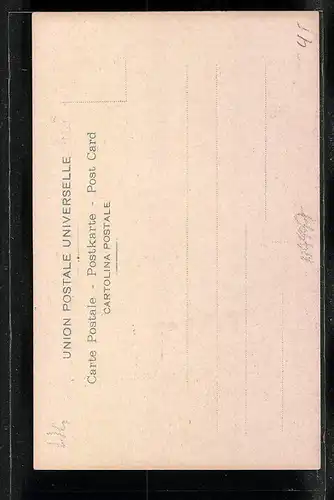 UNION POSTALE UNIVERSELLE
Carte Postale - Postkarte - Post Card
CARTOLINA POSTALE